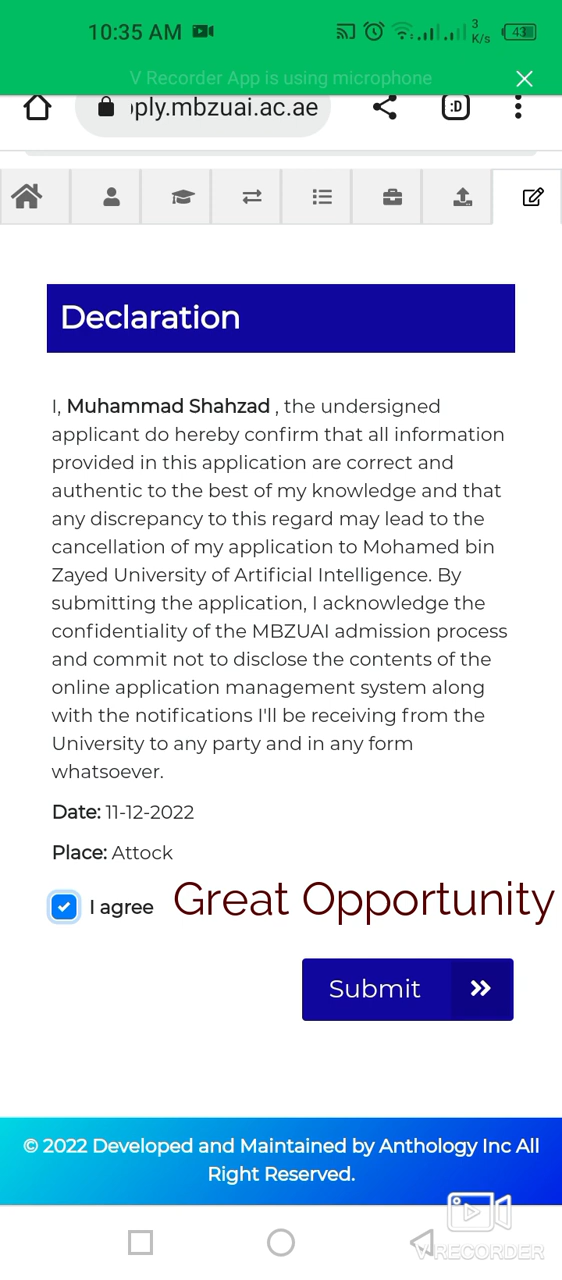 10:35 AM
3
K/s
43
V Recorder App is using microphone
pply.mbzuai.ac.ae
:D
Declaration
I, Muhammad Shahzad , the undersigned
applicant do hereby confirm that all information
provided in this application are correct and
authentic to the best of my knowledge and that
any discrepancy to this regard may lead to the
cancellation of my application to Mohamed bin
Zayed University of Artificial Intelligence. By
submitting the application, I acknowledge the
confidentiality of the MBZUAI admission process
and commit not to disclose the contents of the
online application management system along
with the notifications I'll be receiving from the
University to any party and in any form
whatsoever.
Date: 11-12-2022
Place: Attock
I agree
Great Opportunity
Submit
© 2022 Developed and Maintained by Anthology Inc All
Right Reserved.
VRECORDER